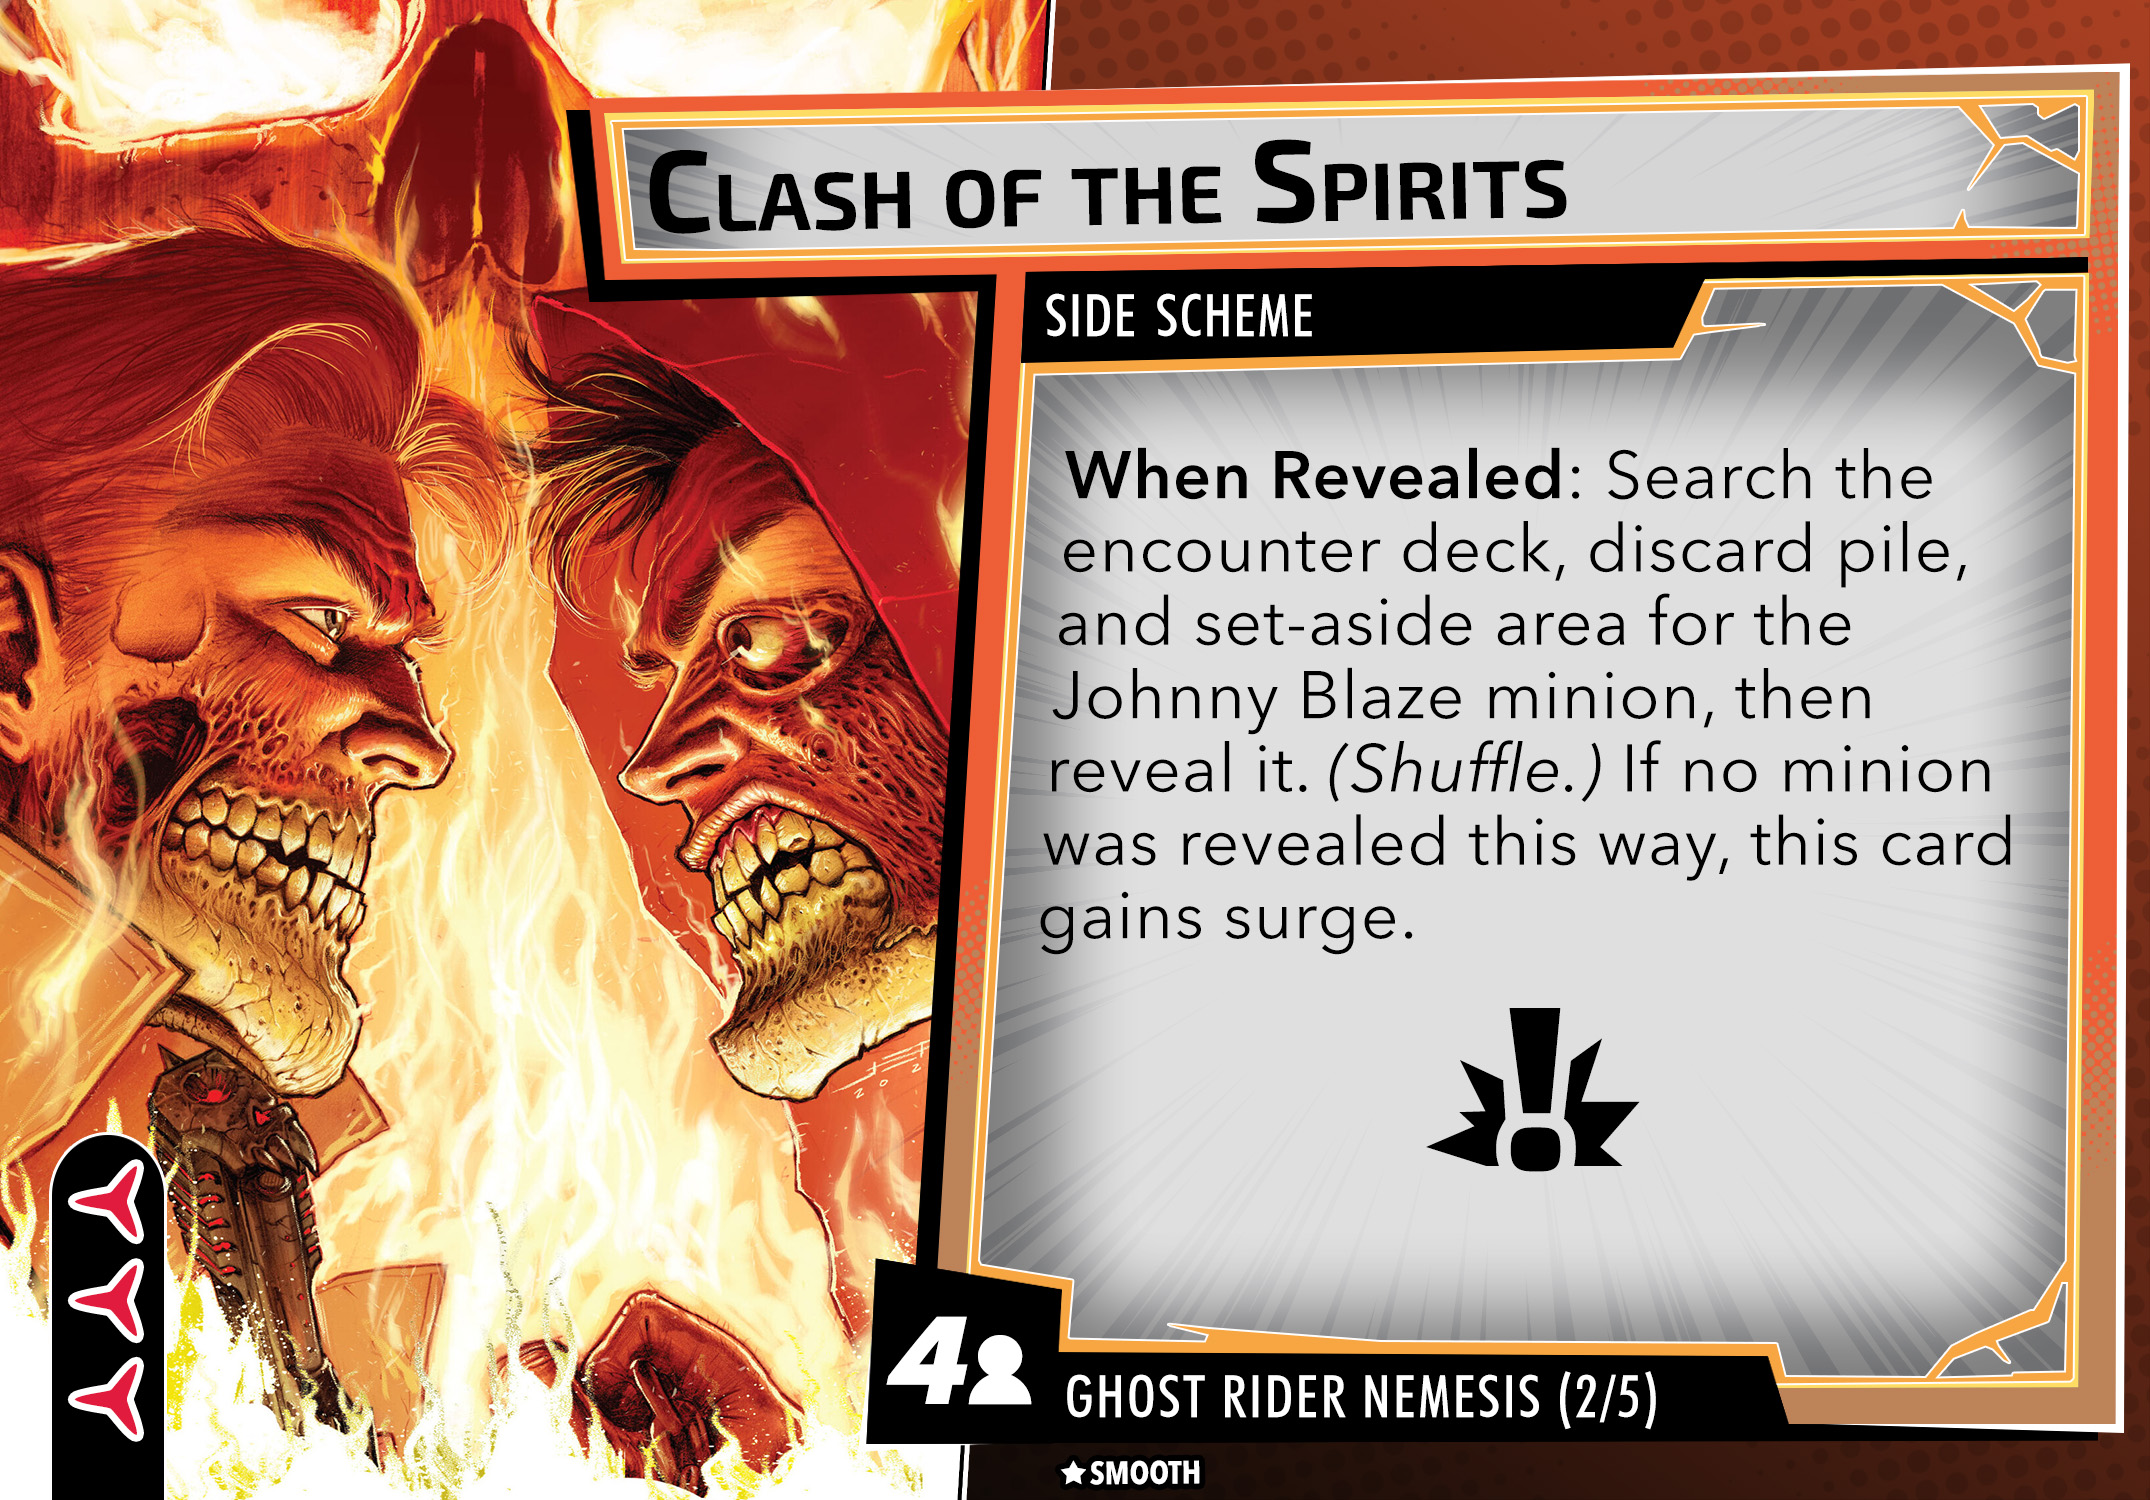 Clash of the Spirits
SIDE SCHEME
When Revealed: Search the
encounter deck, discard pile,
and set-aside area for the
Johnny Blaze minion, then
reveal it. (Shuffle.) If no minion
was revealed this way, this card
gains surge.
4
GHOST RIDER NEMESIS (2/5)
★SMOOTH